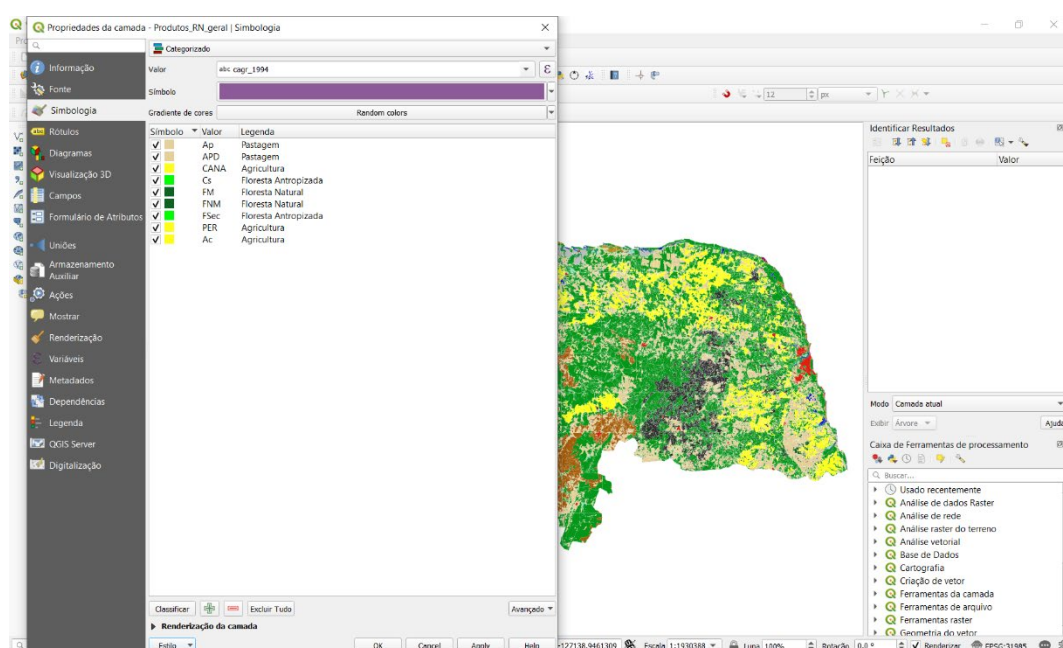 Propriedades da camada - Produtos_RN_geral | Simbologia
Categorizado
Informação
Valor
abc cagr_1994
Fonte
Símbolo
Simbologia
Gradiente de cores
Random colors
12
px
Rótulos
Diagramas
Visualização 3D
Campos
Formulário de Atributos
Uniões
Armazenamento
Auxiliar
Ações
Mostrar
Renderização
Variáveis
Metadados
Dependências
Legenda
QGIS Server
Digitalização
Símbolo Valor Legenda
Ap Pastagem
APD Pastagem
CANA Agricultura
Cs Floresta Antropizada
FM Floresta Natural
FNM Floresta Natural
FSec Floresta Antropizada
PER Agricultura
Ac Agricultura
Classificar
Excluir Tudo
Avançado
Renderização da camada
Estilo
OK
Cancel
Apply
Help
Identificar Resultados
Feição Valor
Modo Camada atual
Exibir Árvore
Ajuda
Caixa de Ferramentas de processamento
Buscar...
Usado recentemente
Análise de dados Raster
Análise de rede
Análise raster do terreno
Análise vetorial
Base de Dados
Cartografia
Criação de vetor
Ferramentas da camada
Ferramentas de arquivo
Ferramentas raster
Geometria do vetor
Escala 1:1930388
Lupa 100%
Rotação 0,0 °
Renderizar
EPSG:31985